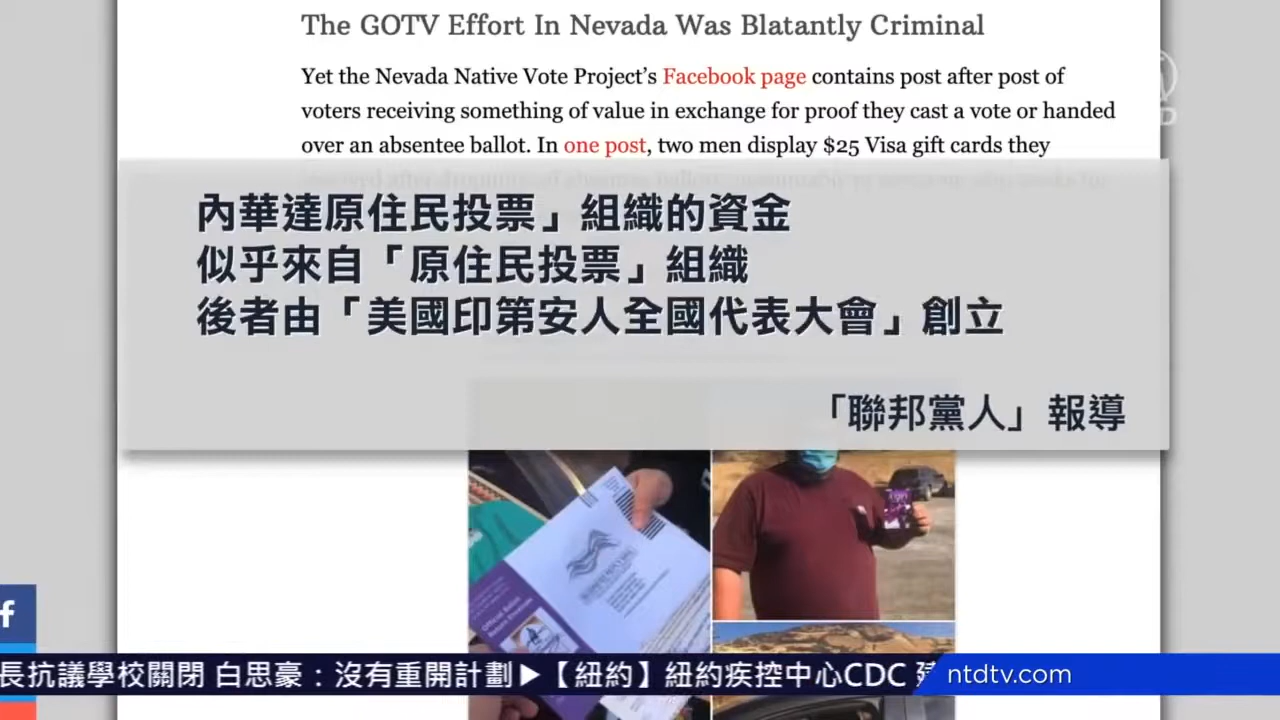 The GOTV Effort In Nevada Was Blatantly Criminal
Yet the Nevada Native Vote Project's Facebook page contains post after post of
voters receiving something of value in exchange for proof they cast a vote or handed
over an absentee ballot. In one post, two men display $25 Visa gift cards they
內華達原住民投票」組織的資金
似乎來自「原住民投票」組織
後者由「美國印第安人全國代表大會」創立
「聯邦黨人」報導
f
長抗議學校關閉 白思豪：沒有重開計劃▶【紐約】紐約疾控中心CDC
ntdtv.com